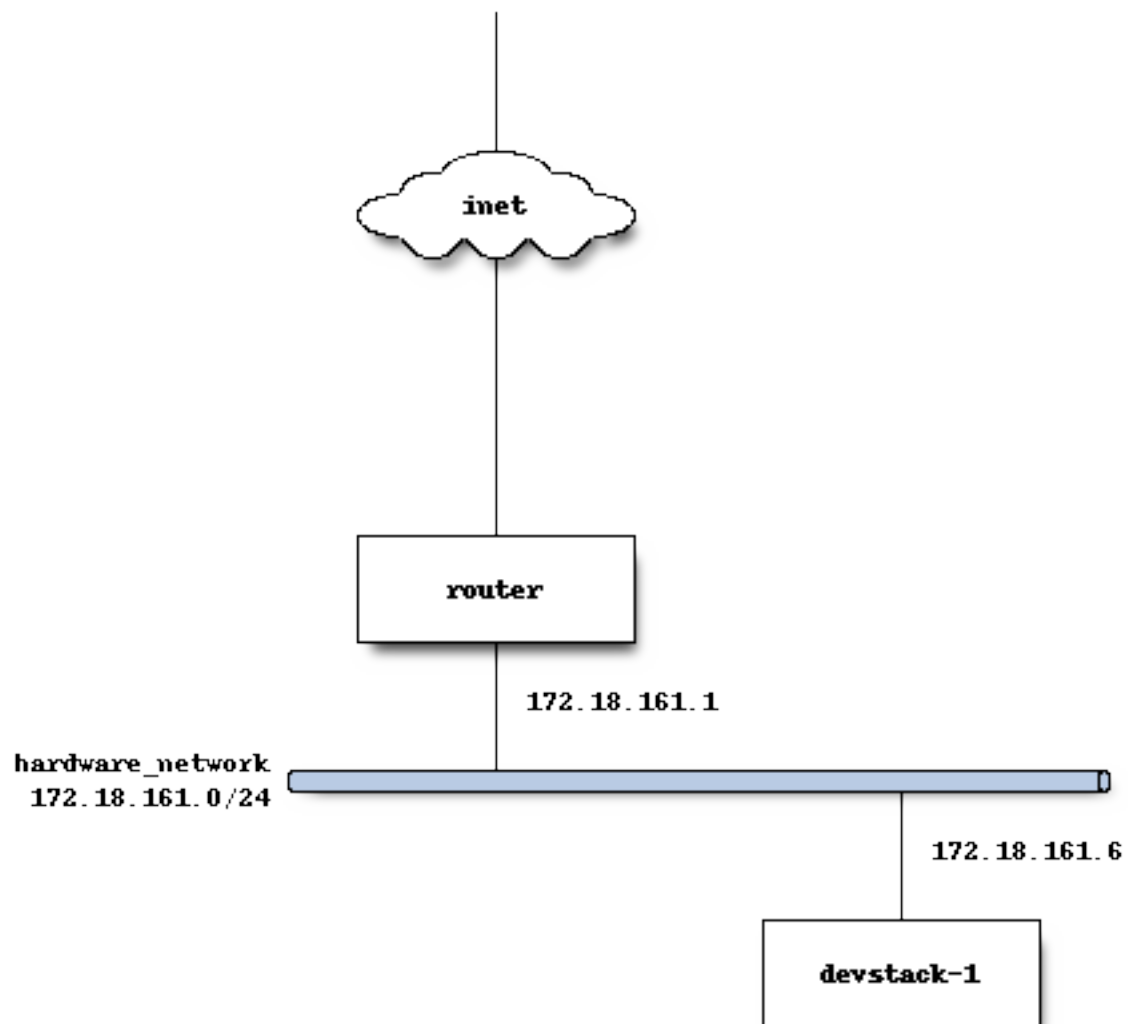 inet
router
172.18.161.1
hardware_network
172.18.161.0/24
172.18.161.6
devstack-1